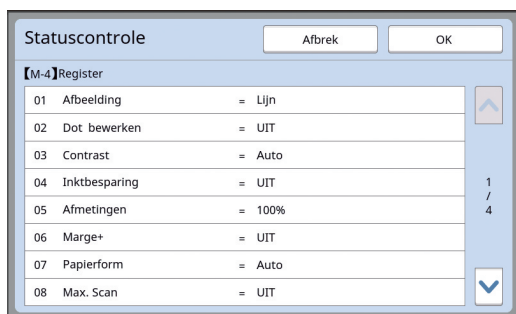 Statuscontrole Afbrek OK
【M-4】Register
01 Afbeelding = Lijn
02 Dot bewerken = UIT
03 Contrast = Auto
04 Inktbesparing = UIT
05 Afmetingen = 100%
06 Marge+ = UIT
07 Papierform = Auto
08 Max. Scan = UIT
1
/
4